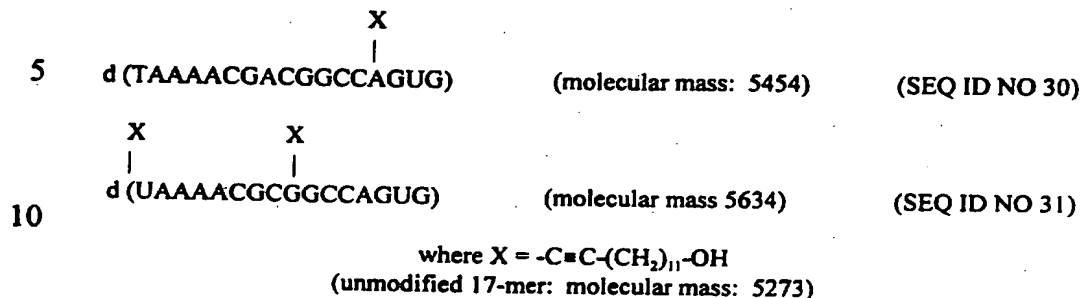 X
|
5 d (TAAAACGACGGCCAGUG) (molecular mass: 5454) (SEQ ID NO 30)
X X
| |
d (UAAAACGCGGCCAGUG) (molecular mass 5634) (SEQ ID NO 31)
10
where X = -C≡C-(CH₂)₁₁-OH
(unmodified 17-mer: molecular mass: 5273)